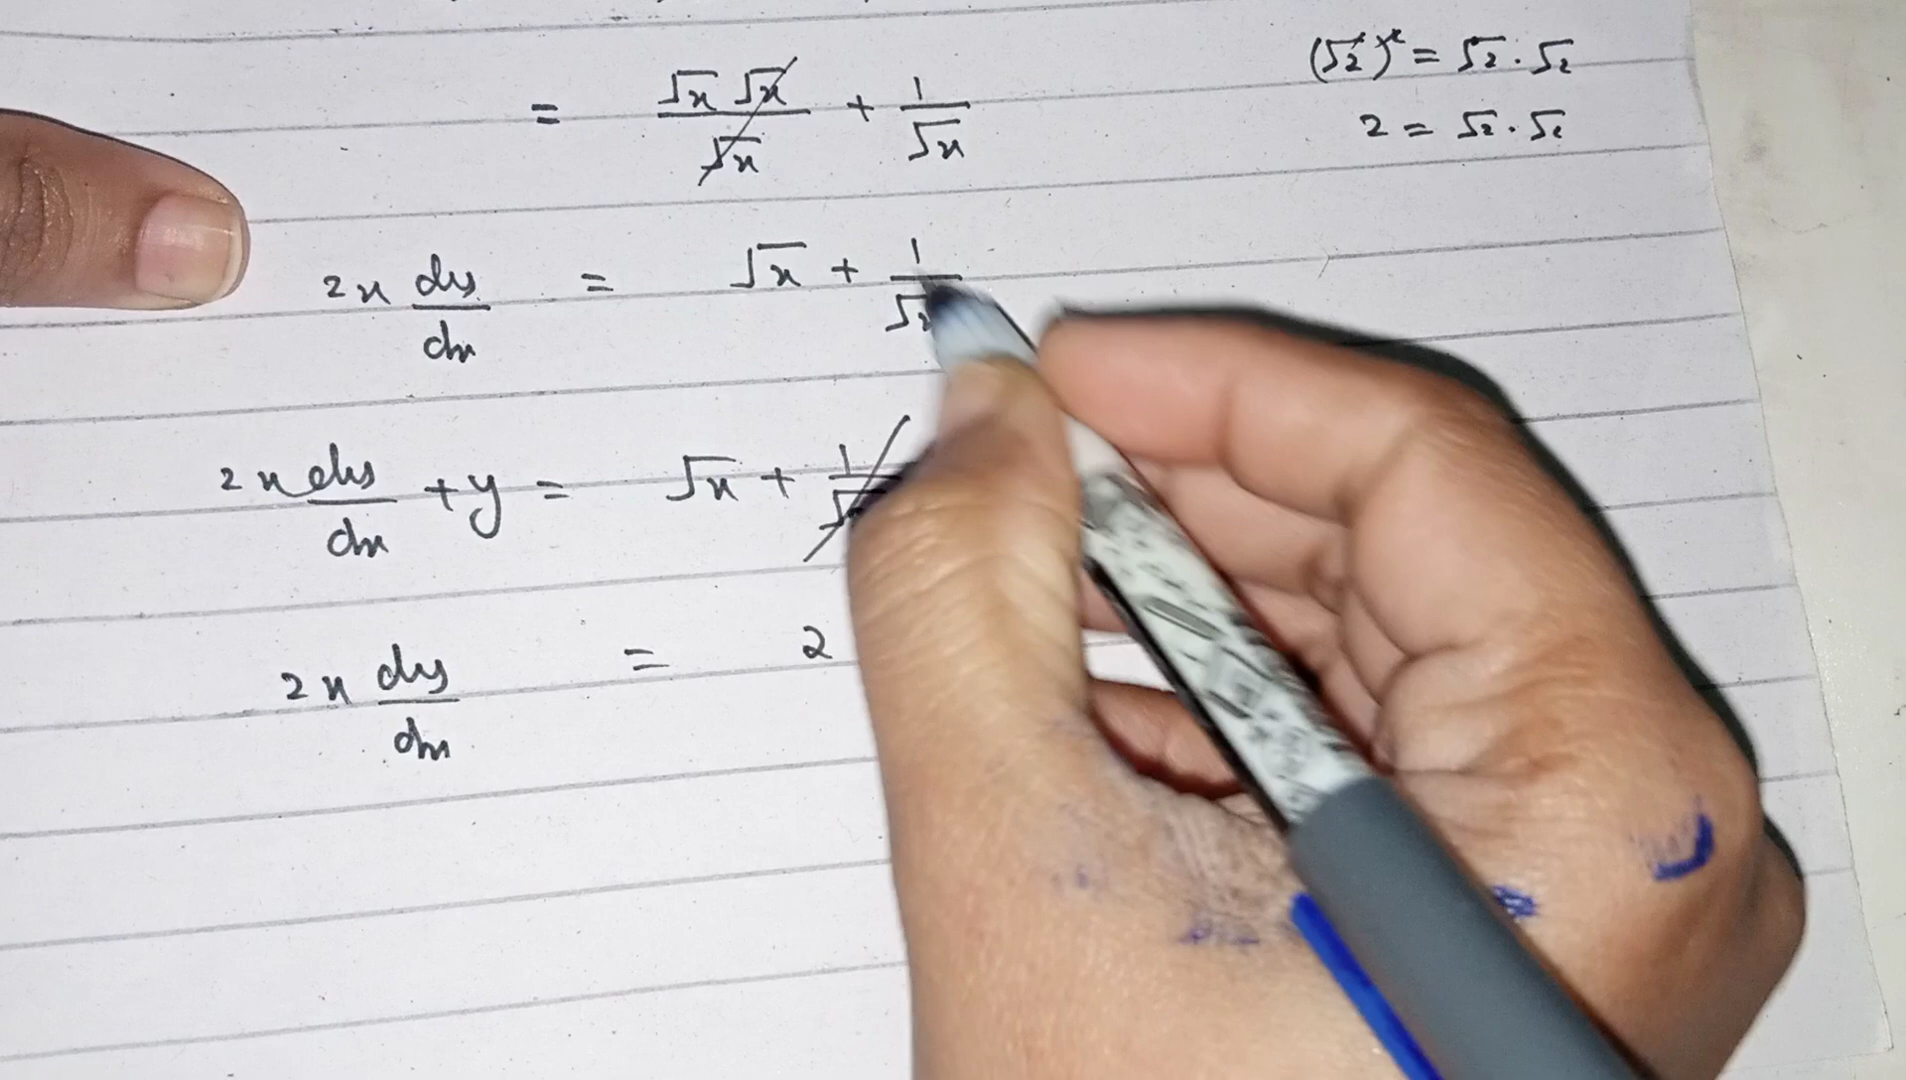 = √x √x / √x + 1/√x
(√2)² = √2 . √2
2 = √2 . √2
2x dy/dx = √x + 1/√x
2x dy/dx + y = √x + 1/√
2x dy/dx = 2